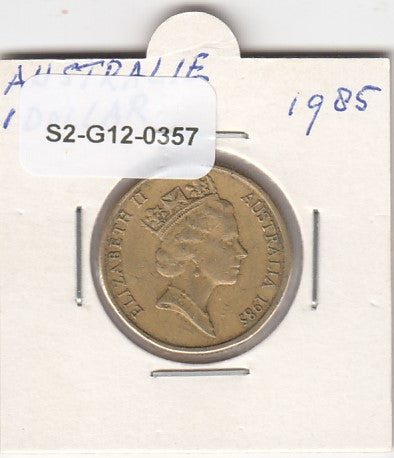 AUSTRALIE
1 DOLLAR 1985
S2-G12-0357
ELIZABETH II AUSTRALIA 1985